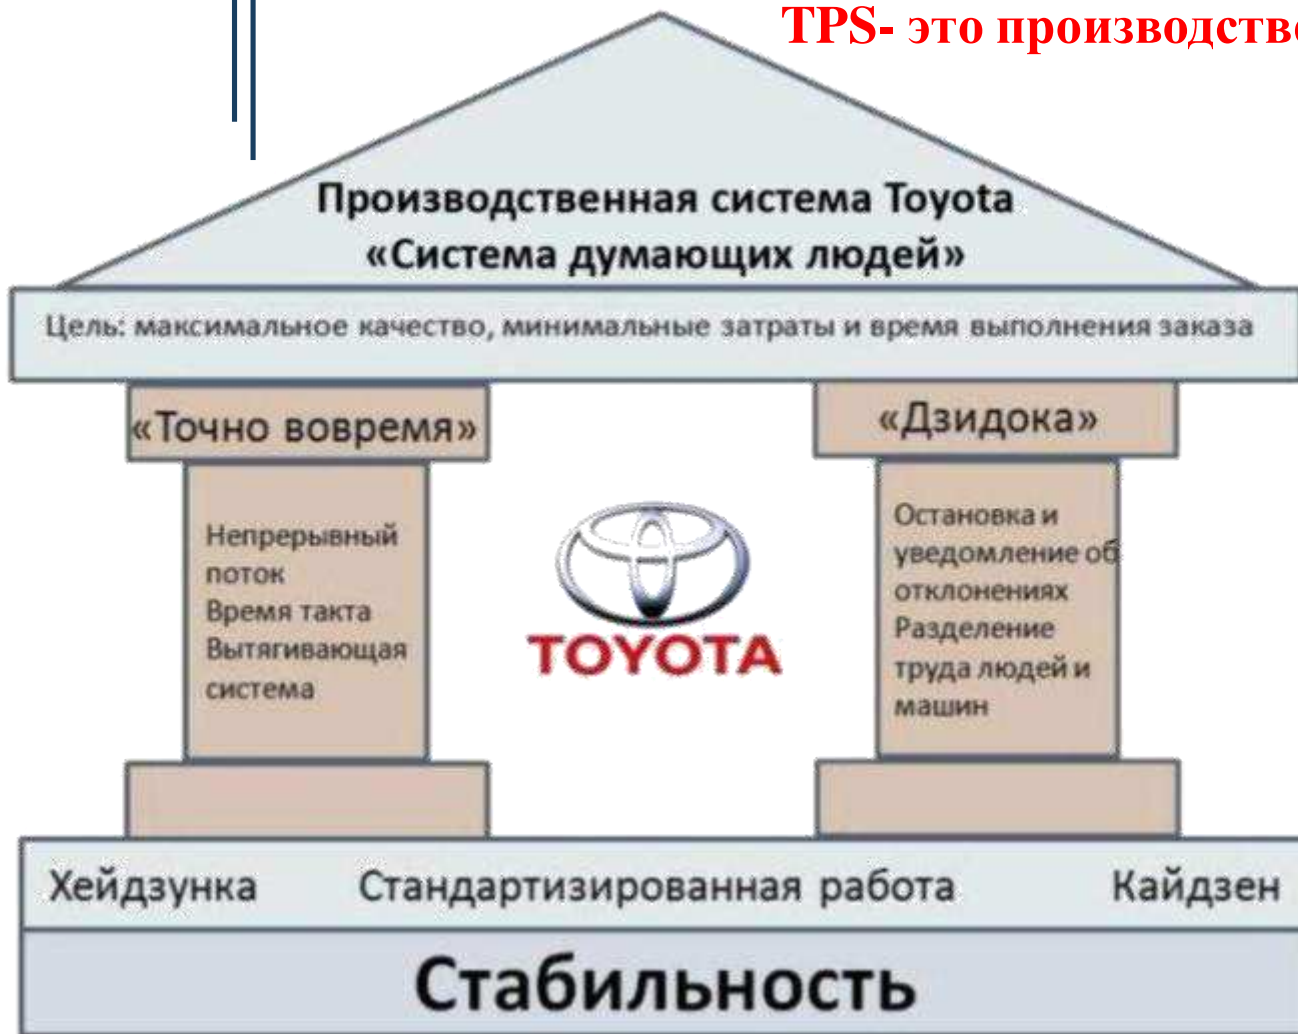 TPS- это производств
Производственная система Toyota
«Система думающих людей»
Цель: максимальное качество, минимальные затраты и время выполнения заказа
«Точно вовремя»
«Дзидока»
Непрерывный
поток
Время такта
Вытягивающая
система
TOYOTA
Остановка и
уведомление об
отклонениях
Разделение
труда людей и
машин
Хейдзунка Стандартизированная работа Кайдзен
Стабильность